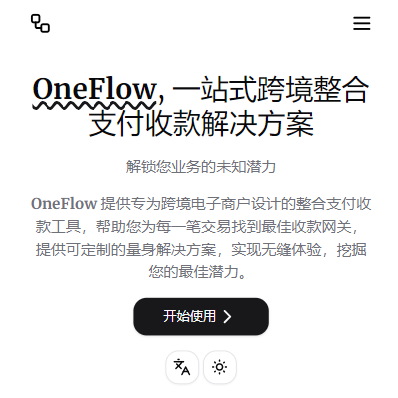 OneFlow, 一站式跨境整合
支付收款解决方案
解锁您业务的未知潜力
OneFlow 提供专为跨境电子商户设计的整合支付收
款工具，帮助您为每一笔交易找到最佳收款网关，
提供可定制的量身解决方案，实现无缝体验，挖掘
您的最佳潜力。
开始使用